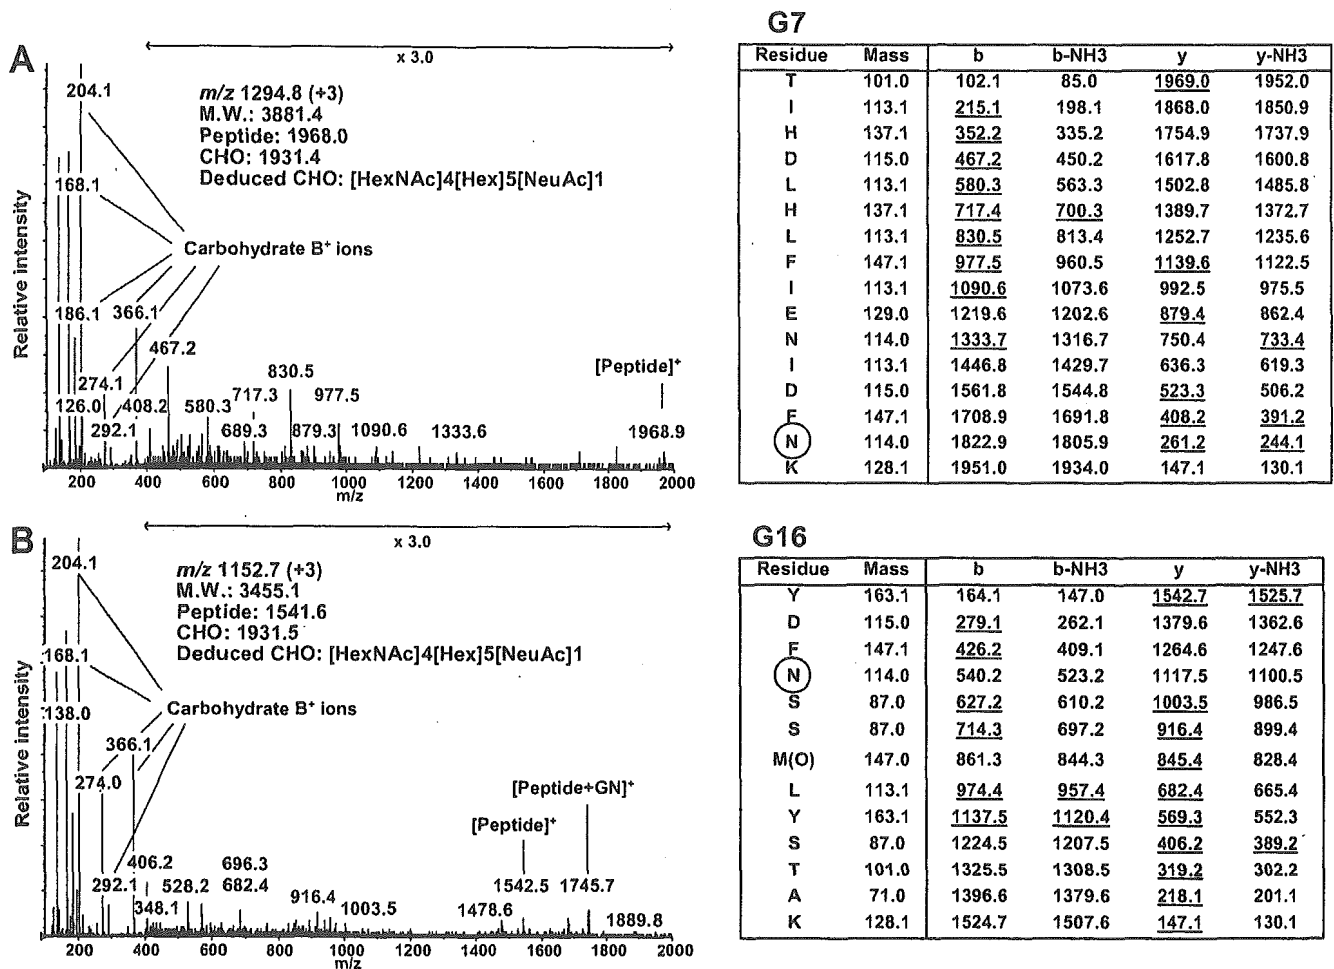 A
x 3.0
204.1
m/z 1294.8 (+3)
M.W.: 3881.4
Peptide: 1968.0
CHO: 1931.4
Deduced CHO: [HexNAc]4[Hex]5[NeuAc]1
168.1
Carbohydrate B+ ions
186.1 366.1
467.2
274.1
126.0 408.2 580.3 717.3 830.5 977.5
[Peptide]+
292.1 689.3 879.3 1090.6 1333.6 1968.9
Relative intensity
200 400 600 800 1000 1200 1400 1600 1800 2000
m/z
G7
Residue Mass b b-NH3 y y-NH3
T 101.0 102.1 85.0 1969.0 1952.0
I 113.1 215.1 198.1 1868.0 1850.9
H 137.1 352.2 335.2 1754.9 1737.9
D 115.0 467.2 450.2 1617.8 1600.8
L 113.1 580.3 563.3 1502.8 1485.8
H 137.1 717.4 700.3 1389.7 1372.7
L 113.1 830.5 813.4 1252.7 1235.6
F 147.1 977.5 960.5 1139.6 1122.5
I 113.1 1090.6 1073.6 992.5 975.5
E 129.0 1219.6 1202.6 879.4 862.4
N 114.0 1333.7 1316.7 750.4 733.4
I 113.1 1446.8 1429.7 636.3 619.3
D 115.0 1561.8 1544.8 523.3 506.2
F 147.1 1708.9 1691.8 408.2 391.2
N 114.0 1822.9 1805.9 261.2 244.1
K 128.1 1951.0 1934.0 147.1 130.1
B
x 3.0
204.1
m/z 1152.7 (+3)
M.W.: 3455.1
Peptide: 1541.6
CHO: 1931.5
Deduced CHO: [HexNAc]4[Hex]5[NeuAc]1
168.1
138.0
Carbohydrate B+ ions
366.1
274.0
[Peptide+GN]+
[Peptide]+
406.2 696.3
292.1 528.2 682.4 916.4 1542.5 1745.7
348.1 1003.5 1478.6 1889.8
Relative intensity
200 400 600 800 1000 1200 1400 1600 1800 2000
m/z
G16
Residue Mass b b-NH3 y y-NH3
Y 163.1 164.1 147.0 1542.7 1525.7
D 115.0 279.1 262.1 1379.6 1362.6
F 147.1 426.2 409.1 1264.6 1247.6
N 114.0 540.2 523.2 1117.5 1100.5
S 87.0 627.2 610.2 1003.5 986.5
S 87.0 714.3 697.2 916.4 899.4
M(O) 147.0 861.3 844.3 845.4 828.4
L 113.1 974.4 957.4 682.4 665.4
Y 163.1 1137.5 1120.4 569.3 552.3
S 87.0 1224.5 1207.5 406.2 389.2
T 101.0 1325.5 1308.5 319.2 302.2
A 71.0 1396.6 1379.6 218.1 201.1
K 128.1 1524.7 1507.6 147.1 130.1